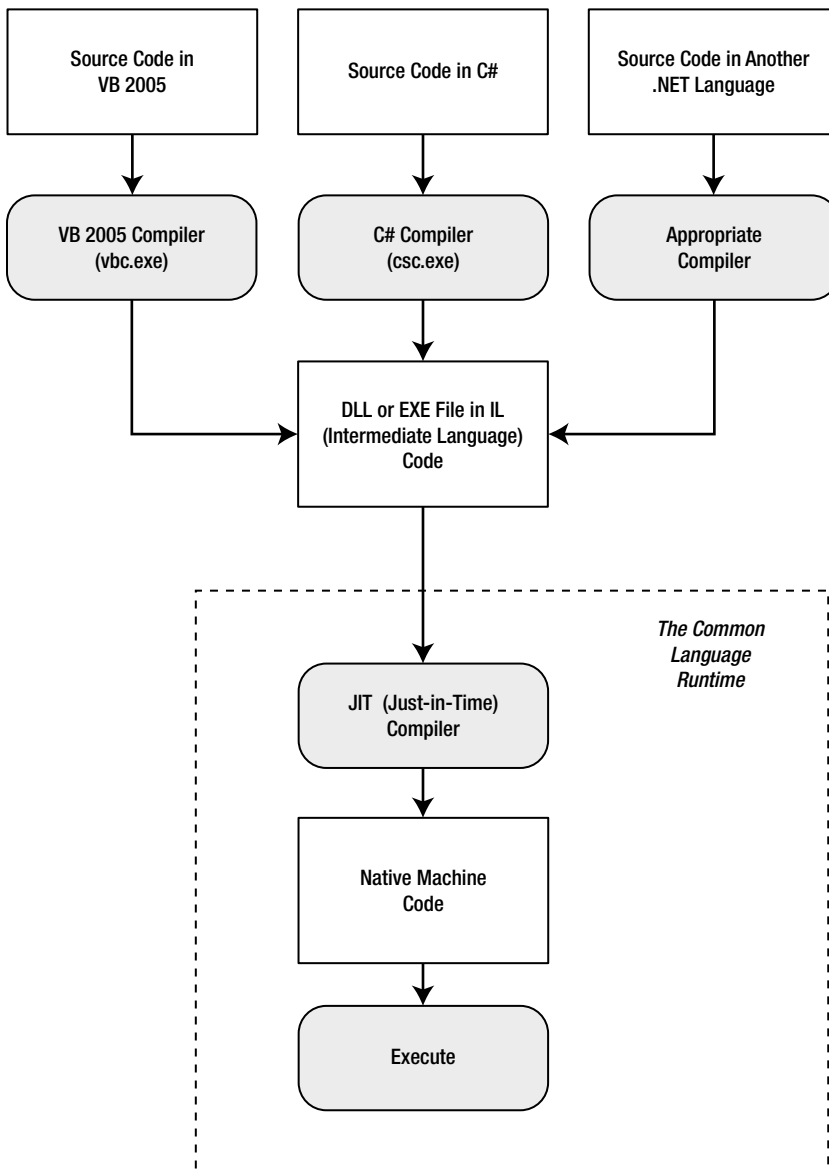 Source Code in
VB 2005
Source Code in C#
Source Code in Another
.NET Language
VB 2005 Compiler
(vbc.exe)
C# Compiler
(csc.exe)
Appropriate
Compiler
DLL or EXE File in IL
(Intermediate Language)
Code
The Common
Language
Runtime
JIT (Just-in-Time)
Compiler
Native Machine
Code
Execute